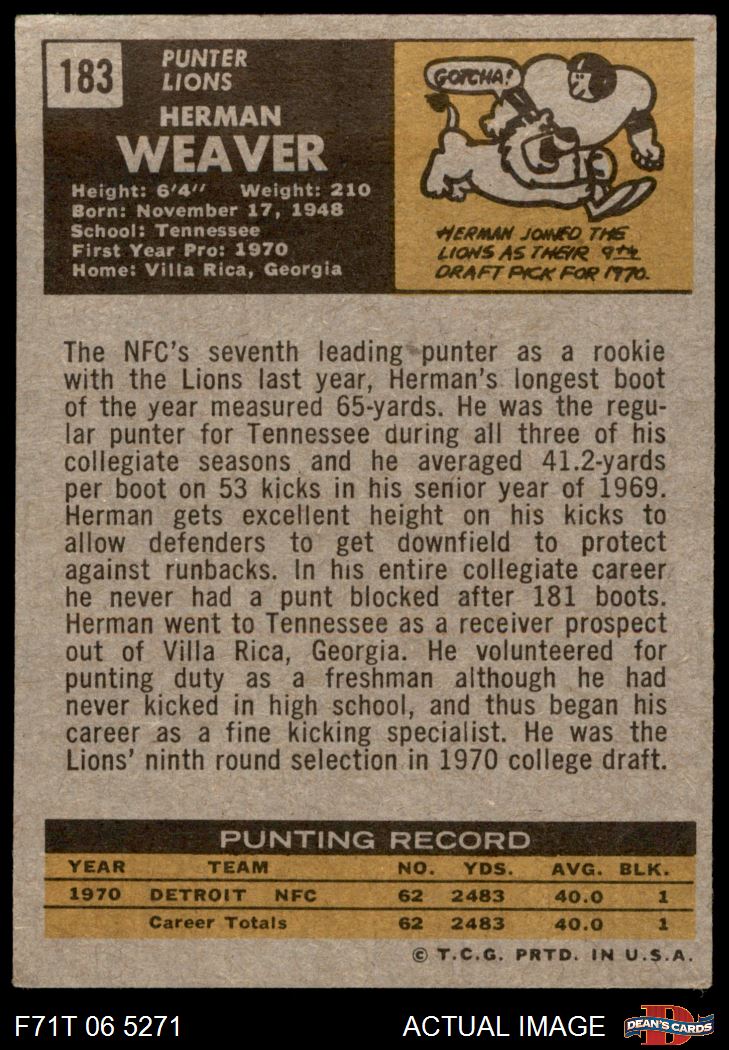 183
PUNTER
LIONS
HERMAN
WEAVER
Height: 6'4" Weight: 210
Born: November 17, 1948
School: Tennessee
First Year Pro: 1970
Home: Villa Rica, Georgia
GOTCHA!
HERMAN JOINED THE
LIONS AS THEIR 9th
DRAFT PICK FOR 1970.
The NFC's seventh leading punter as a rookie
with the Lions last year, Herman's longest boot
of the year measured 65-yards. He was the regu-
lar punter for Tennessee during all three of his
collegiate seasons and he averaged 41.2-yards
per boot on 53 kicks in his senior year of 1969.
Herman gets excellent height on his kicks to
allow defenders to get downfield to protect
against runbacks. In his entire collegiate career
he never had a punt blocked after 181 boots.
Herman went to Tennessee as a receiver prospect
out of Villa Rica, Georgia. He volunteered for
punting duty as a freshman although he had
never kicked in high school, and thus began his
career as a fine kicking specialist. He was the
Lions' ninth round selection in 1970 college draft.
PUNTING RECORD
YEAR TEAM NO. YDS. AVG. BLK.
1970 DETROIT NFC 62 2483 40.0 1
Career Totals 62 2483 40.0 1
© T.C.G. PRTD. IN U.S.A.
F71T 06 5271 ACTUAL IMAGE
D
DEAN'S CARDS